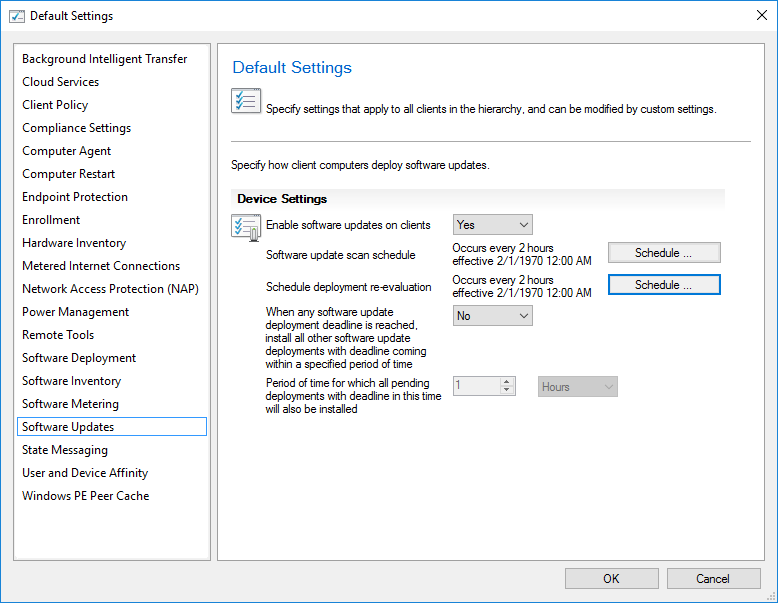 Default Settings
Background Intelligent Transfer
Cloud Services
Client Policy
Compliance Settings
Computer Agent
Computer Restart
Endpoint Protection
Enrollment
Hardware Inventory
Metered Internet Connections
Network Access Protection (NAP)
Power Management
Remote Tools
Software Deployment
Software Inventory
Software Metering
Software Updates
State Messaging
User and Device Affinity
Windows PE Peer Cache
Default Settings
Specify settings that apply to all clients in the hierarchy, and can be modified by custom settings.
Specify how client computers deploy software updates.
Device Settings
Enable software updates on clients
Yes
Software update scan schedule
Occurs every 2 hours
effective 2/1/1970 12:00 AM
Schedule ...
Schedule deployment re-evaluation
Occurs every 2 hours
effective 2/1/1970 12:00 AM
Schedule ...
When any software update
deployment deadline is reached,
install all other software update
deployments with deadline coming
within a specified period of time
No
Period of time for which all pending
deployments with deadline in this time
will also be installed
1
Hours
OK
Cancel